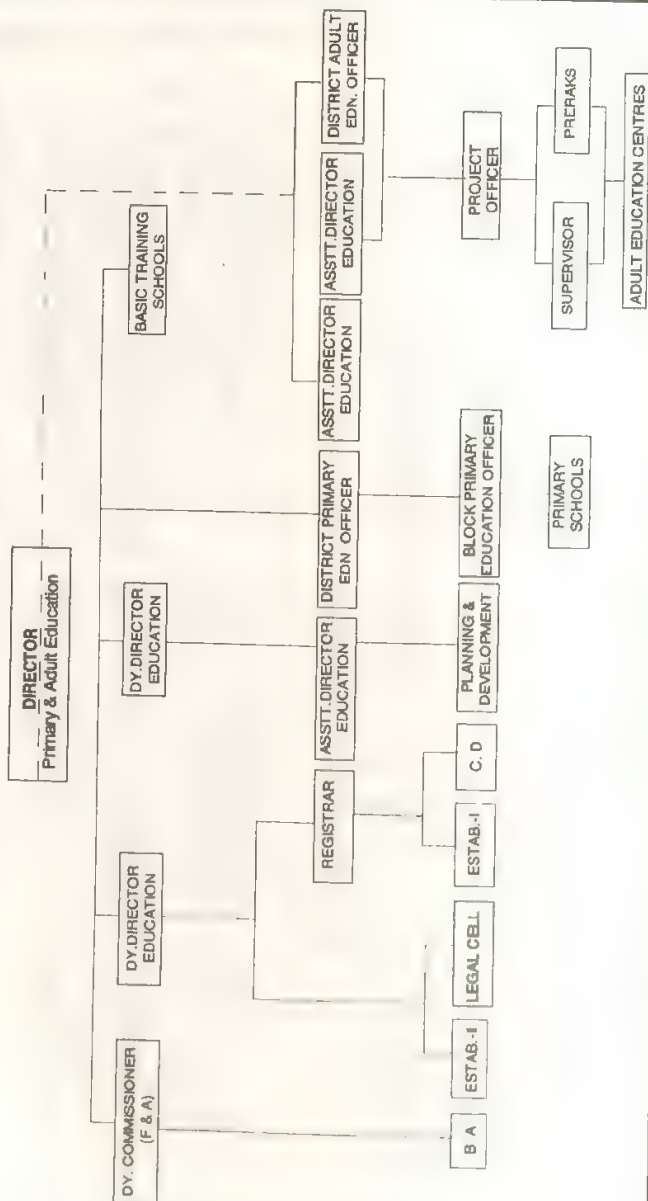 DIRECTOR
Primary & Adult Education
DY. COMMISSIONER
(F & A)
DY.DIRECTOR
EDUCATION
DY.DIRECTOR
EDUCATION
BASIC TRAINING
SCHOOLS
REGISTRAR
ASSTT.DIRECTOR
EDUCATION
DISTRICT PRIMARY
EDN OFFICER
ASSTT.DIRECTOR
EDUCATION
ASSTT.DIRECTOR
EDUCATION
DISTRICT ADULT
EDN. OFFICER
B A
ESTAB.-II
LEGAL CELL
ESTAB.-I
C. D
PLANNING &
DEVELOPMENT
BLOCK PRIMARY
EDUCATION OFFICER
PROJECT
OFFICER
PRIMARY
SCHOOLS
SUPERVISOR
PRERAKS
ADULT EDUCATION CENTRES